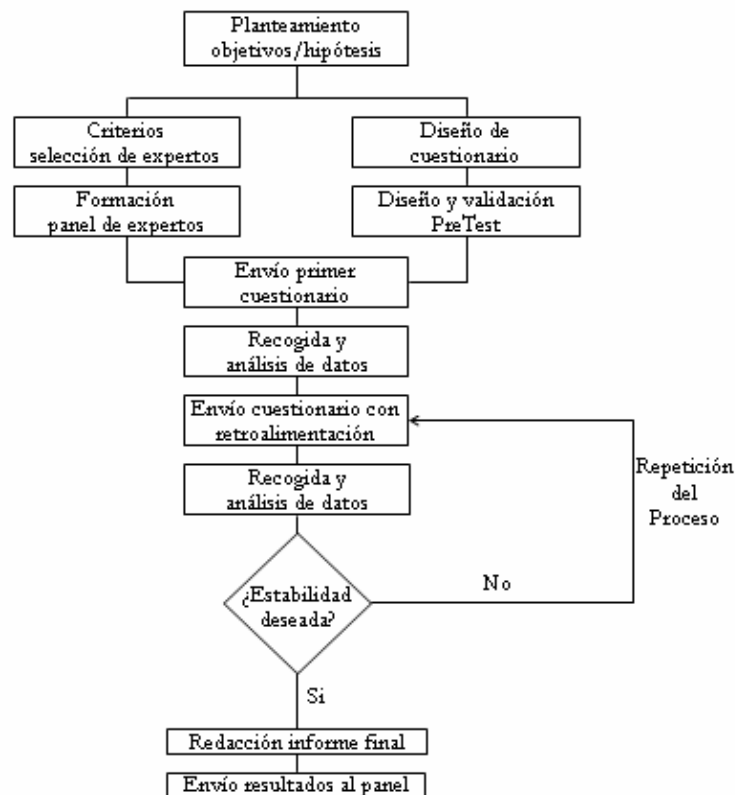 Planteamiento
objetivos/hipótesis
Criterios
selección de expertos
Diseño de
cuestionario
Formación
panel de expertos
Diseño y validación
PreTest
Envío primer
cuestionario
Recogida y
análisis de datos
Envío cuestionario con
retroalimentación
Recogida y
análisis de datos
Repetición
del
Proceso
¿Estabilidad
deseada?
No
Si
Redacción informe final
Envío resultados al panel